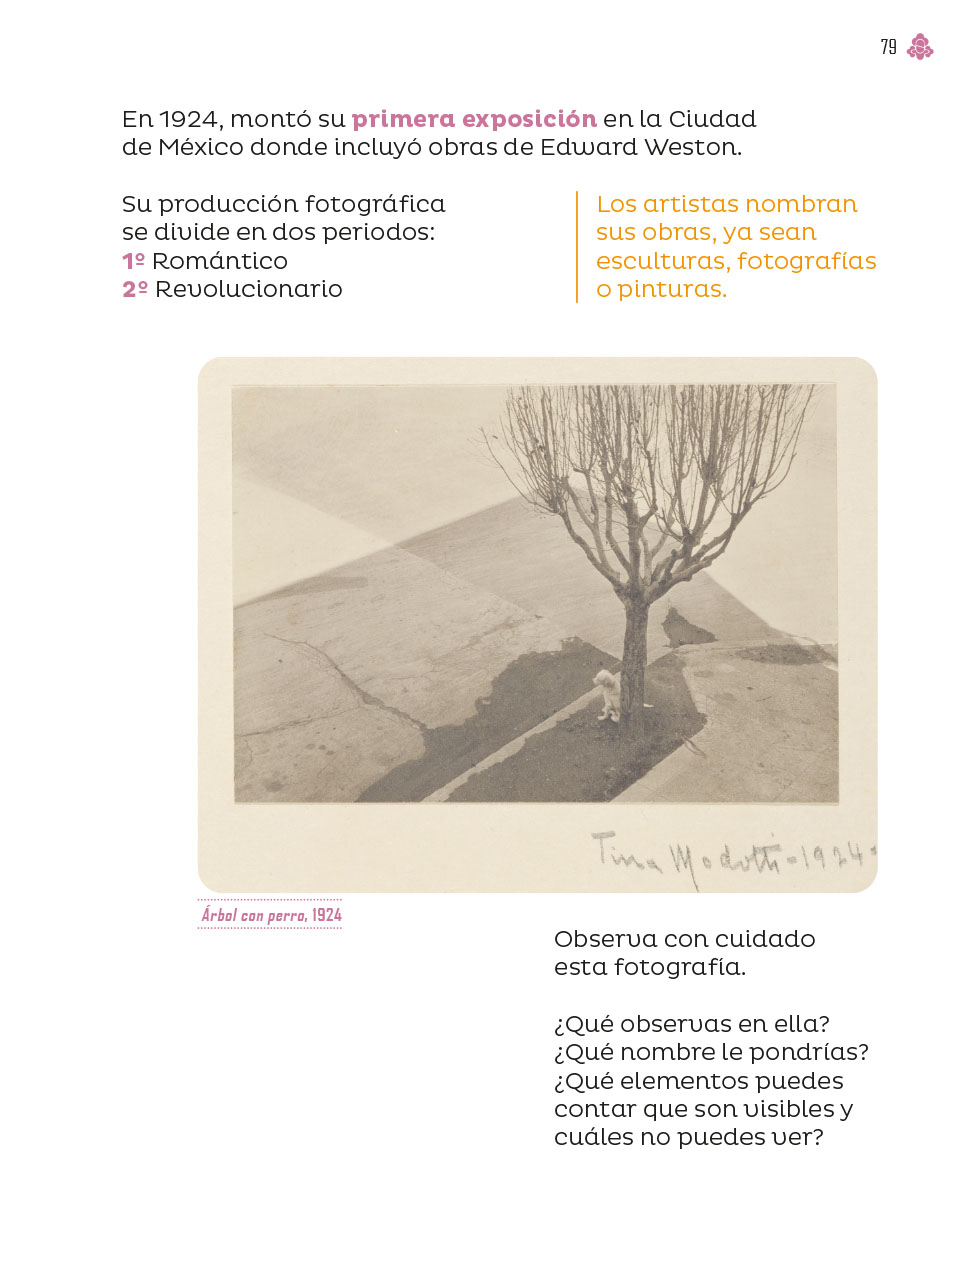 79
En 1924, montó su primera exposición en la Ciudad
de México donde incluyó obras de Edward Weston.
Su producción fotográfica
se divide en dos periodos:
1º Romántico
2º Revolucionario
Los artistas nombran
sus obras, ya sean
esculturas, fotografías
o pinturas.
Tina Modotti - 1924 -
Árbol con perro, 1924
Observa con cuidado
esta fotografía.
¿Qué observas en ella?
¿Qué nombre le pondrías?
¿Qué elementos puedes
contar que son visibles y
cuáles no puedes ver?